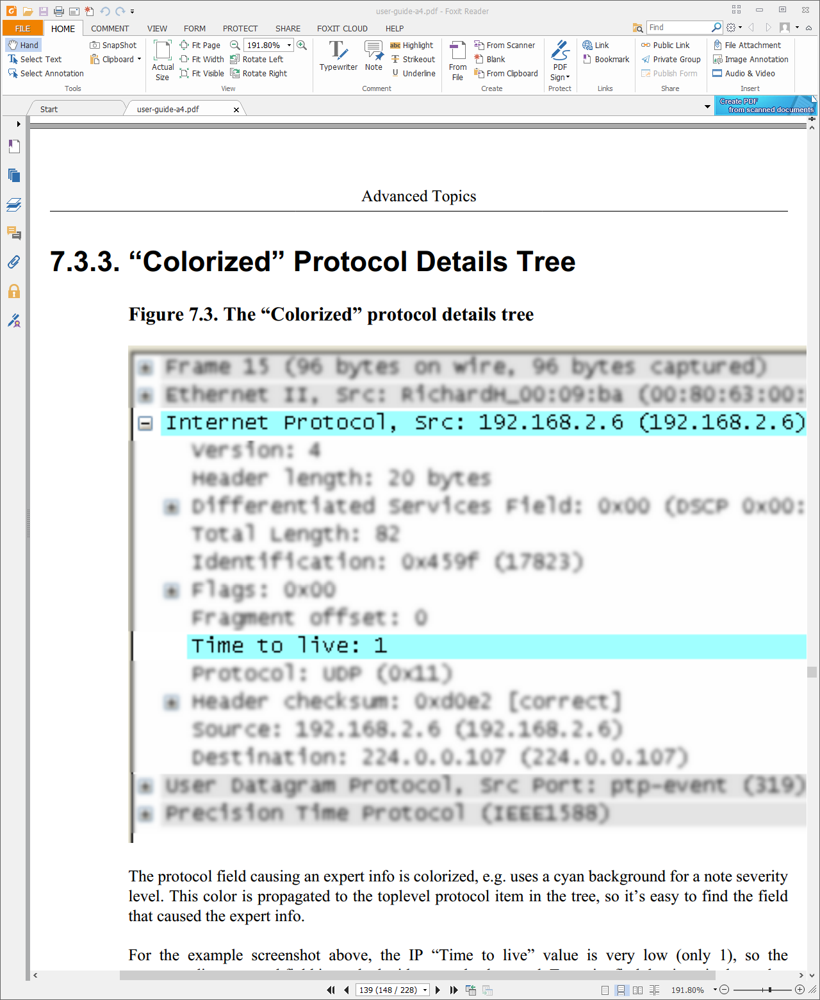 user-guide-a4.pdf - Foxit Reader
FILE HOME COMMENT VIEW FORM PROTECT SHARE FOXIT CLOUD HELP Find
Hand SnapShot Fit Page 191.80% Highlight From Scanner Link Public Link File Attachment
Select Text Clipboard Fit Width Rotate Left Strikeout Blank Bookmark Private Group Image Annotation
Select Annotation Fit Visible Rotate Right Underline From Clipboard Publish Form Audio & Video
Actual Size Typewriter Note From File PDF Sign
Tools View Comment Create Protect Links Share Insert
Start user-guide-a4.pdf
Create PDF
from scanned documents
Advanced Topics
7.3.3. “Colorized” Protocol Details Tree
Figure 7.3. The “Colorized” protocol details tree
Frame 15 (96 bytes on wire, 96 bytes captured)
Ethernet II, Src: RichardH_00:09:ba (00:80:63:00:
Internet Protocol, Src: 192.168.2.6 (192.168.2.6)
Version: 4
Header length: 20 bytes
Differentiated Services Field: 0x00 (DSCP 0x00:
Total Length: 82
Identification: 0x459f (17823)
Flags: 0x00
Fragment offset: 0
Time to live: 1
Protocol: UDP (0x11)
Header checksum: 0xd0e2 [correct]
Source: 192.168.2.6 (192.168.2.6)
Destination: 224.0.0.107 (224.0.0.107)
User Datagram Protocol, Src Port: ptp-event (319)
Precision Time Protocol (IEEE1588)
The protocol field causing an expert info is colorized, e.g. uses a cyan background for a note severity
level. This color is propagated to the toplevel protocol item in the tree, so it’s easy to find the field
that caused the expert info.
For the example screenshot above, the IP “Time to live” value is very low (only 1), so the
139 (148 / 228) 191.80%